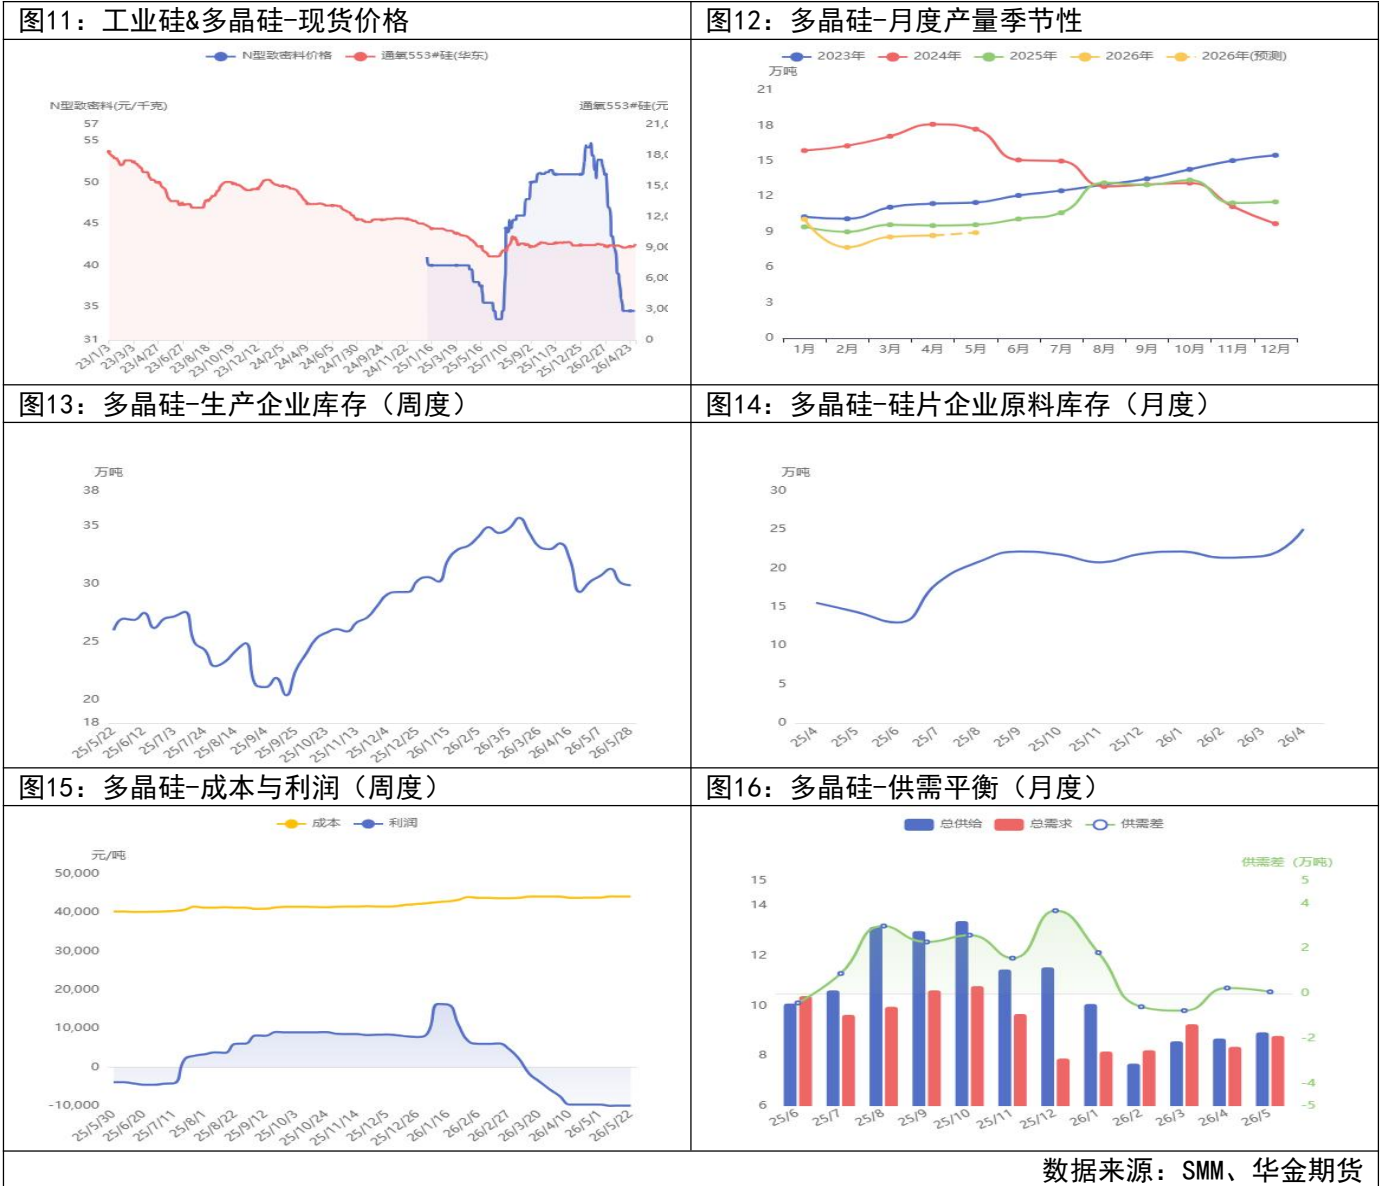 图11: 工业硅&多晶硅-现货价格
N型致密料价格 通氧553#硅(华东)
N型致密料(元/千克) 通氧553#硅(元
57 21,0
55
18,0
50 15,0
45 12,0
9,00
40
6,00
35
3,00
31 0
23/1/3 23/3/3 23/4/27 23/6/27 23/8/18 23/10/19 23/12/12 24/2/5 24/4/9 24/6/5 24/7/30 24/9/24 24/11/22 25/1/16 25/3/19 25/5/16 25/7/10 25/9/2 25/11/3 25/12/25 26/2/27 26/4/23
图12: 多晶硅-月度产量季节性
2023年 2024年 2025年 2026年 2026年(预测)
万吨
21
18
15
12
9
6
3
0
1月 2月 3月 4月 5月 6月 7月 8月 9月 10月 11月 12月
图13: 多晶硅-生产企业库存（周度）
万吨
38
35
30
25
20
18
25/5/22 25/6/12 25/7/3 25/7/24 25/8/14 25/9/4 25/9/25 25/10/23 25/11/13 25/12/4 25/12/25 26/1/15 26/2/5 26/3/5 26/3/26 26/4/16 26/5/7 26/5/28
图14: 多晶硅-硅片企业原料库存（月度）
万吨
30
25
20
15
10
5
0
25/4 25/5 25/6 25/7 25/8 25/9 25/10 25/11 25/12 26/1 26/2 26/3 26/4
图15: 多晶硅-成本与利润（周度）
成本 利润
元/吨
50,000
40,000
30,000
20,000
10,000
0
-10,000
25/5/30 25/6/20 25/7/11 25/8/1 25/8/22 25/9/12 25/10/3 25/10/24 25/11/14 25/12/5 25/12/26 26/1/16 26/2/6 26/2/27 26/3/20 26/4/10 26/5/1 26/5/22
图16: 多晶硅-供需平衡（月度）
总供给 总需求 供需差
供需差（万吨）
15 5
14 4
12 2
10 0
8 -2
-4
6 -5
25/6 25/7 25/8 25/9 25/10 25/11 25/12 26/1 26/2 26/3 26/4 26/5
数据来源: SMM、华金期货